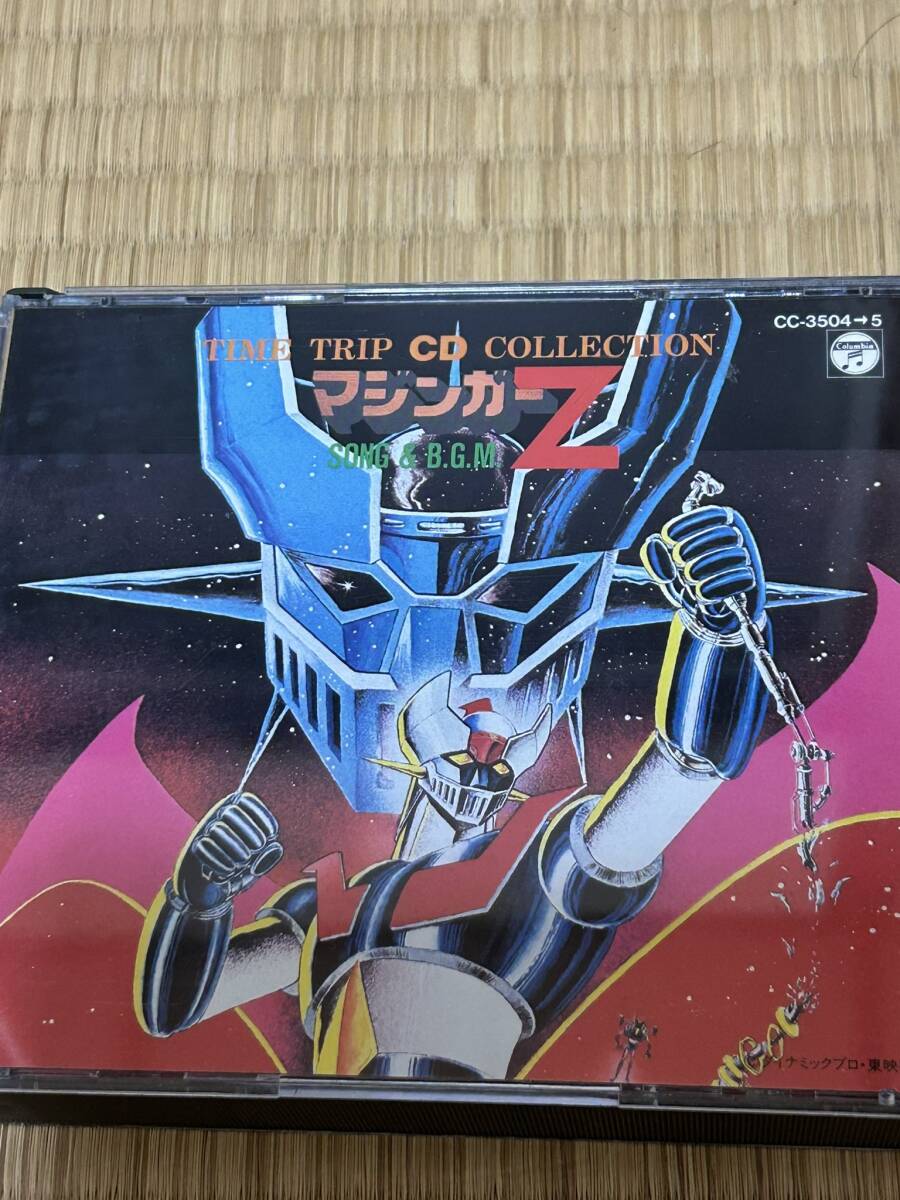 CC-3504→5
Columbia
TIME TRIP CD COLLECTION
マジンガーZ
SONG & B.G.M.
ダイナミックプロ・東映